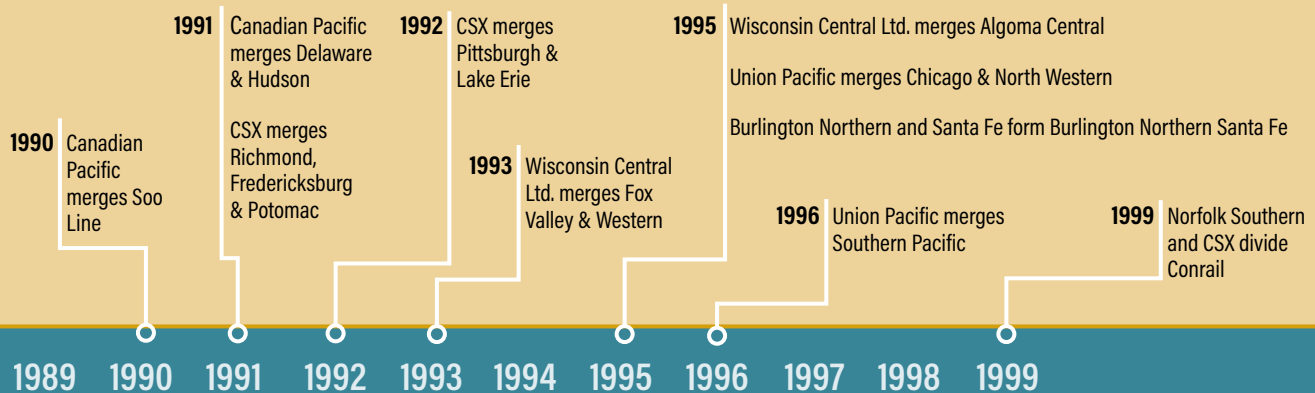 1990 Canadian
Pacific
merges Soo
Line
1991 Canadian Pacific
merges Delaware
& Hudson
CSX merges
Richmond,
Fredericksburg
& Potomac
1992 CSX merges
Pittsburgh &
Lake Erie
1993 Wisconsin Central
Ltd. merges Fox
Valley & Western
1995 Wisconsin Central Ltd. merges Algoma Central
Union Pacific merges Chicago & North Western
Burlington Northern and Santa Fe form Burlington Northern Santa Fe
1996 Union Pacific merges
Southern Pacific
1999 Norfolk Southern
and CSX divide
Conrail
1989 1990 1991 1992 1993 1994 1995 1996 1997 1998 1999